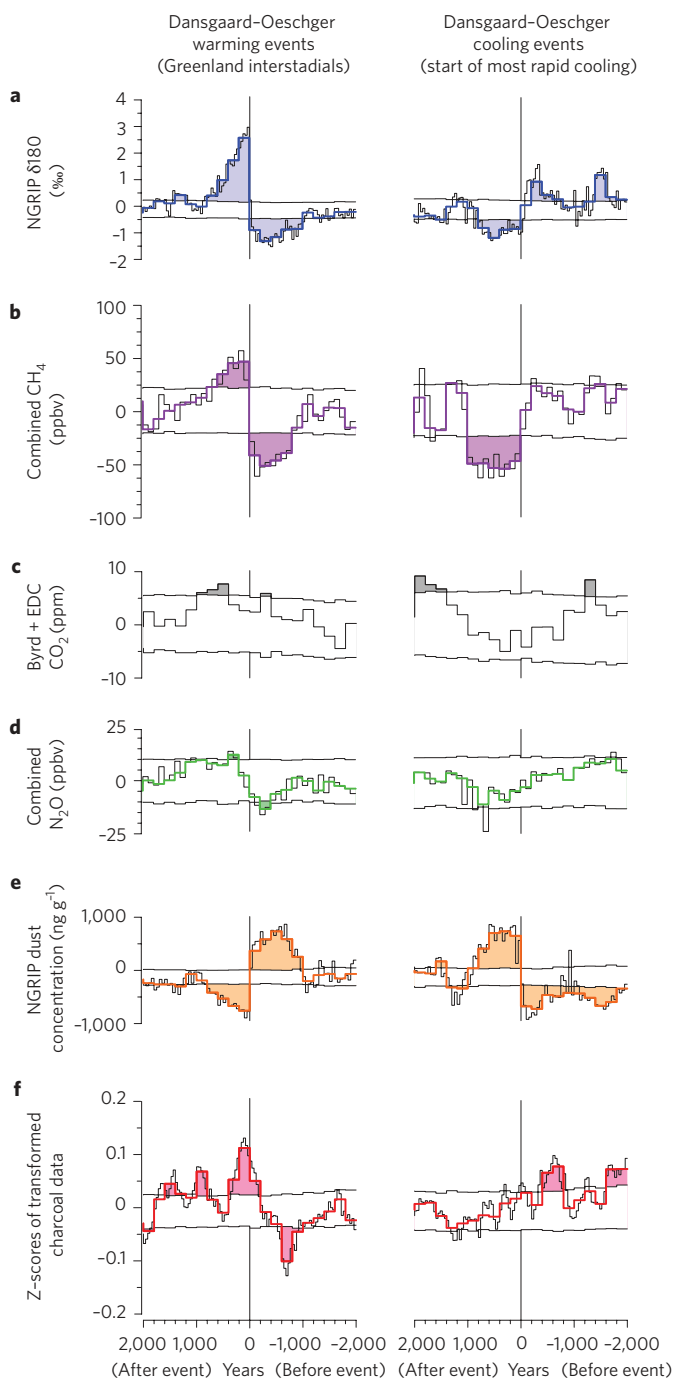 Dansgaard–Oeschger
warming events
(Greenland interstadials)
Dansgaard–Oeschger
cooling events
(start of most rapid cooling)
a
NGRIP δ180
(‰)
4
3
2
1
0
-1
-2
b
Combined CH4
(ppbv)
100
50
0
-50
-100
c
Byrd + EDC
CO2 (ppm)
10
5
0
-10
d
Combined
N2O (ppbv)
25
0
-25
e
NGRIP dust
concentration (ng g-1)
1,000
0
-1,000
f
Z-scores of transformed
charcoal data
0.2
0.1
0
-0.1
-0.2
2,000 1,000 0 -1,000 -2,000
(After event) Years (Before event)
2,000 1,000 0 -1,000 -2,000
(After event) Years (Before event)